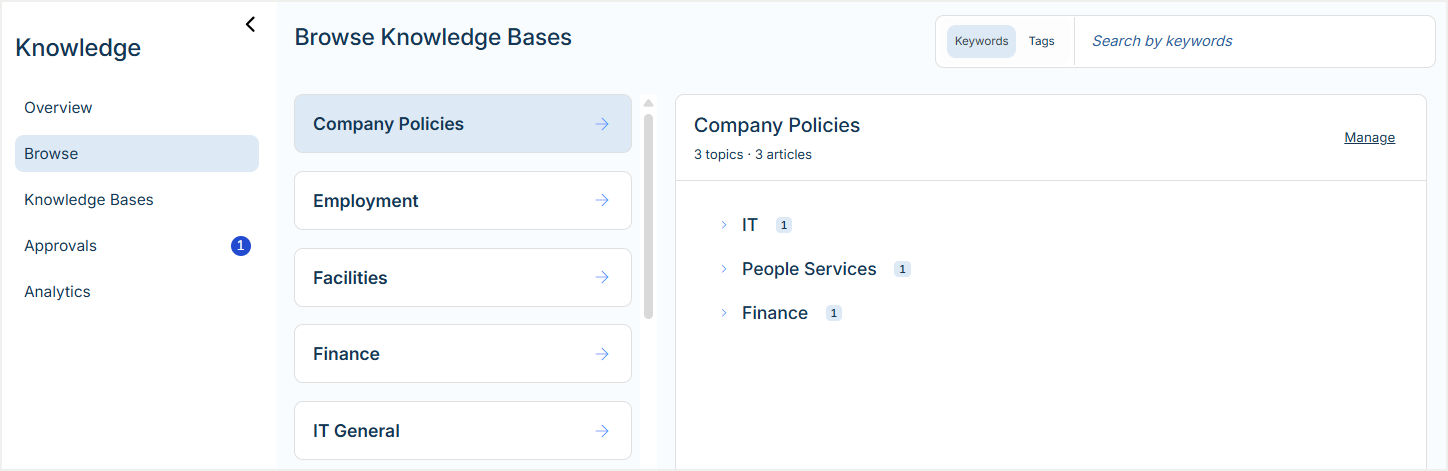 Knowledge
Overview
Browse
Knowledge Bases
Approvals 1
Analytics
Browse Knowledge Bases
Keywords Tags Search by keywords
Company Policies
Employment
Facilities
Finance
IT General
Company Policies
3 topics · 3 articles
Manage
IT 1
People Services 1
Finance 1